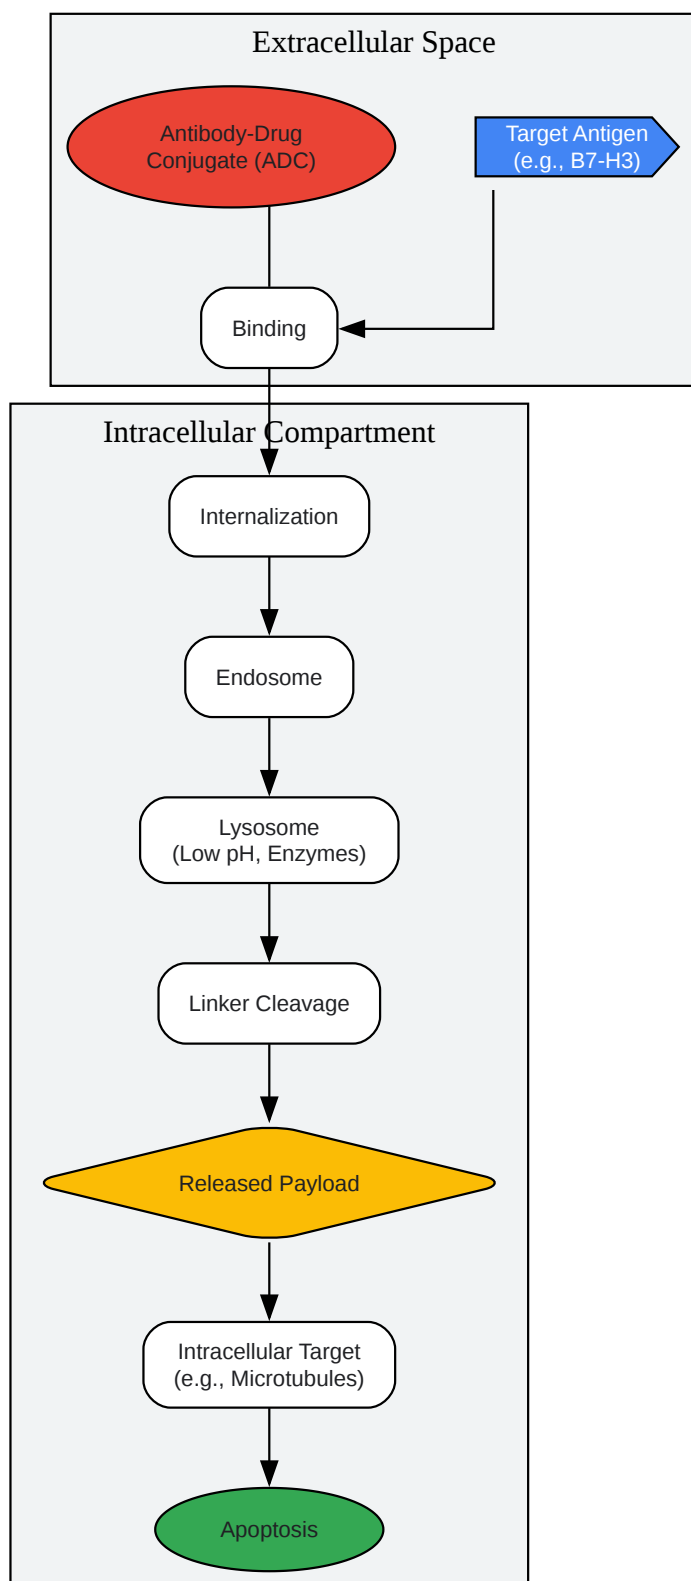 Extracellular Space
Antibody-Drug
Conjugate (ADC)
Target Antigen
(e.g., B7-H3)
Binding
Intracellular Compartment
Internalization
Endosome
Lysosome
(Low pH, Enzymes)
Linker Cleavage
Released Payload
Intracellular Target
(e.g., Microtubules)
Apoptosis